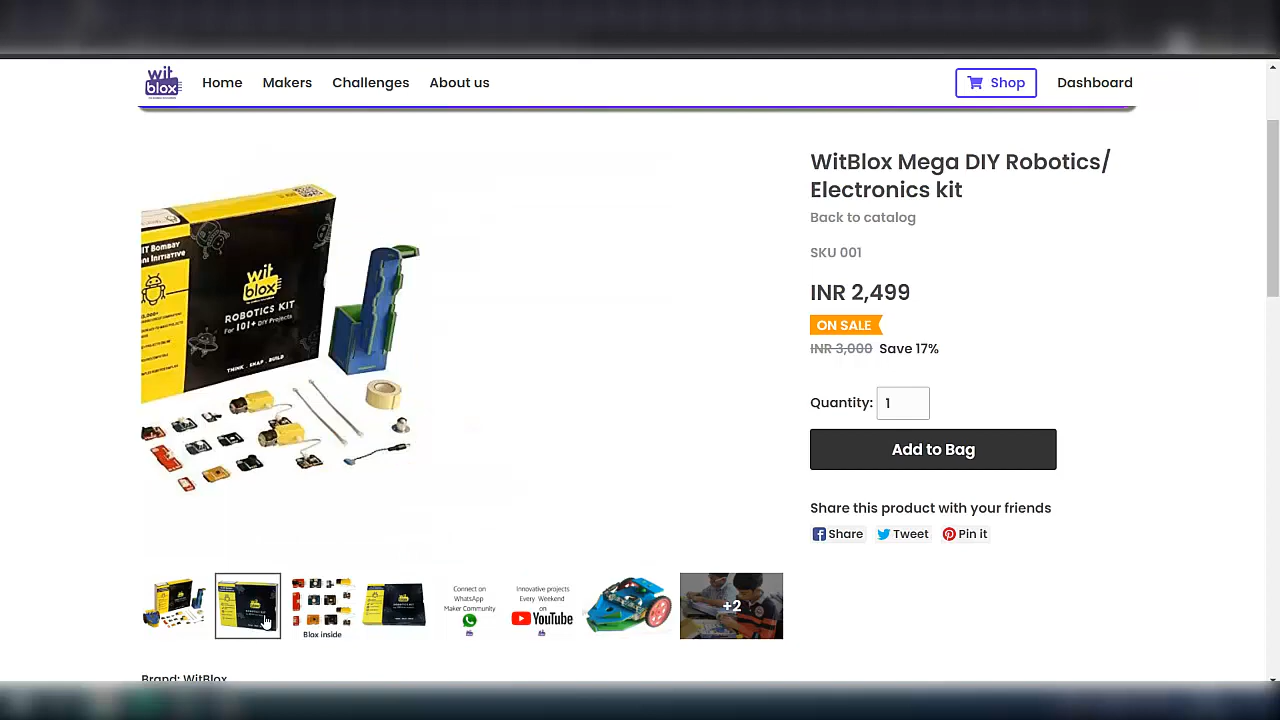 wit
blox
Home
Makers
Challenges
About us
Shop
Dashboard
WitBlox Mega DIY Robotics/
Electronics kit
Back to catalog
SKU 001
INR 2,499
ON SALE
INR 3,000 Save 17%
Quantity: 1
Add to Bag
Share this product with your friends
Share
Tweet
Pin it
IT Bombay
INITIATIVE
wit
blox
ROBOTICS KIT
For 101+ DIY Projects
THINK . SNAP . BUILD
Blox inside
Connect on
WhatsApp
Maker Community
Innovative projects
Every Weekend
on
YouTube
+2
Brand: WitBlox